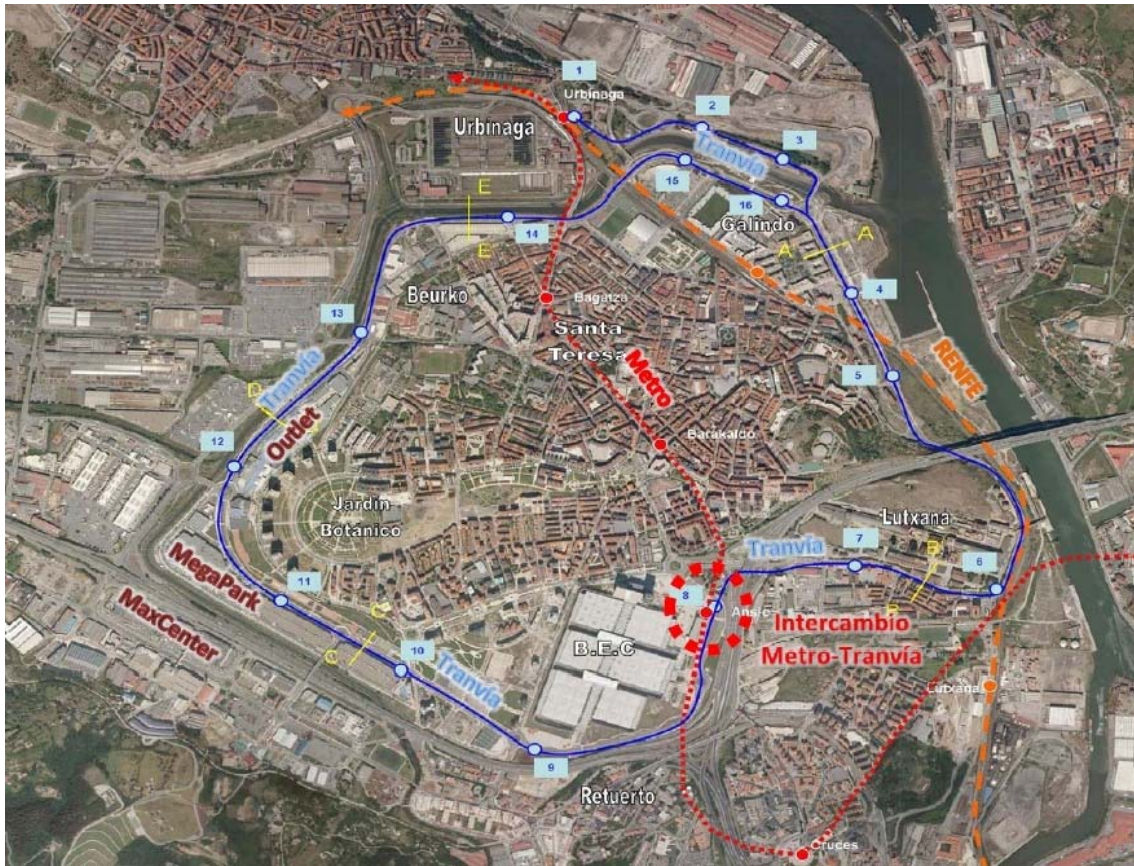 1
Urbinaga
2
Urbinaga
Tranvía
3
E
15
16
Galindo
A
A
E
14
4
Beurko
Bagatza
13
Santa
Teresa
Metro
RENFE
5
Tranvía
D
Outlet
Barakaldo
12
Jardín
Botánico
Lutxana
Tranvía
7
B
6
MegaPark
11
8
Ansio
B
MaxCenter
C
B.E.C
Intercambio
Metro-Tranvía
C
10
Tranvía
Lutxana
9
Retuerto
Cruces